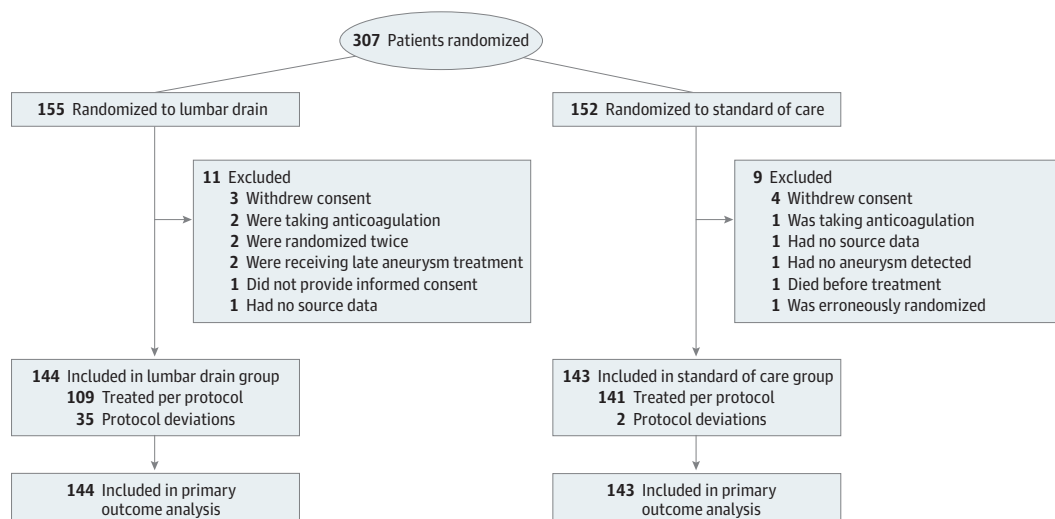 307 Patients randomized
155 Randomized to lumbar drain
152 Randomized to standard of care
11 Excluded
3 Withdrew consent
2 Were taking anticoagulation
2 Were randomized twice
2 Were receiving late aneurysm treatment
1 Did not provide informed consent
1 Had no source data
9 Excluded
4 Withdrew consent
1 Was taking anticoagulation
1 Had no source data
1 Had no aneurysm detected
1 Died before treatment
1 Was erroneously randomized
144 Included in lumbar drain group
109 Treated per protocol
35 Protocol deviations
143 Included in standard of care group
141 Treated per protocol
2 Protocol deviations
144 Included in primary
outcome analysis
143 Included in primary
outcome analysis